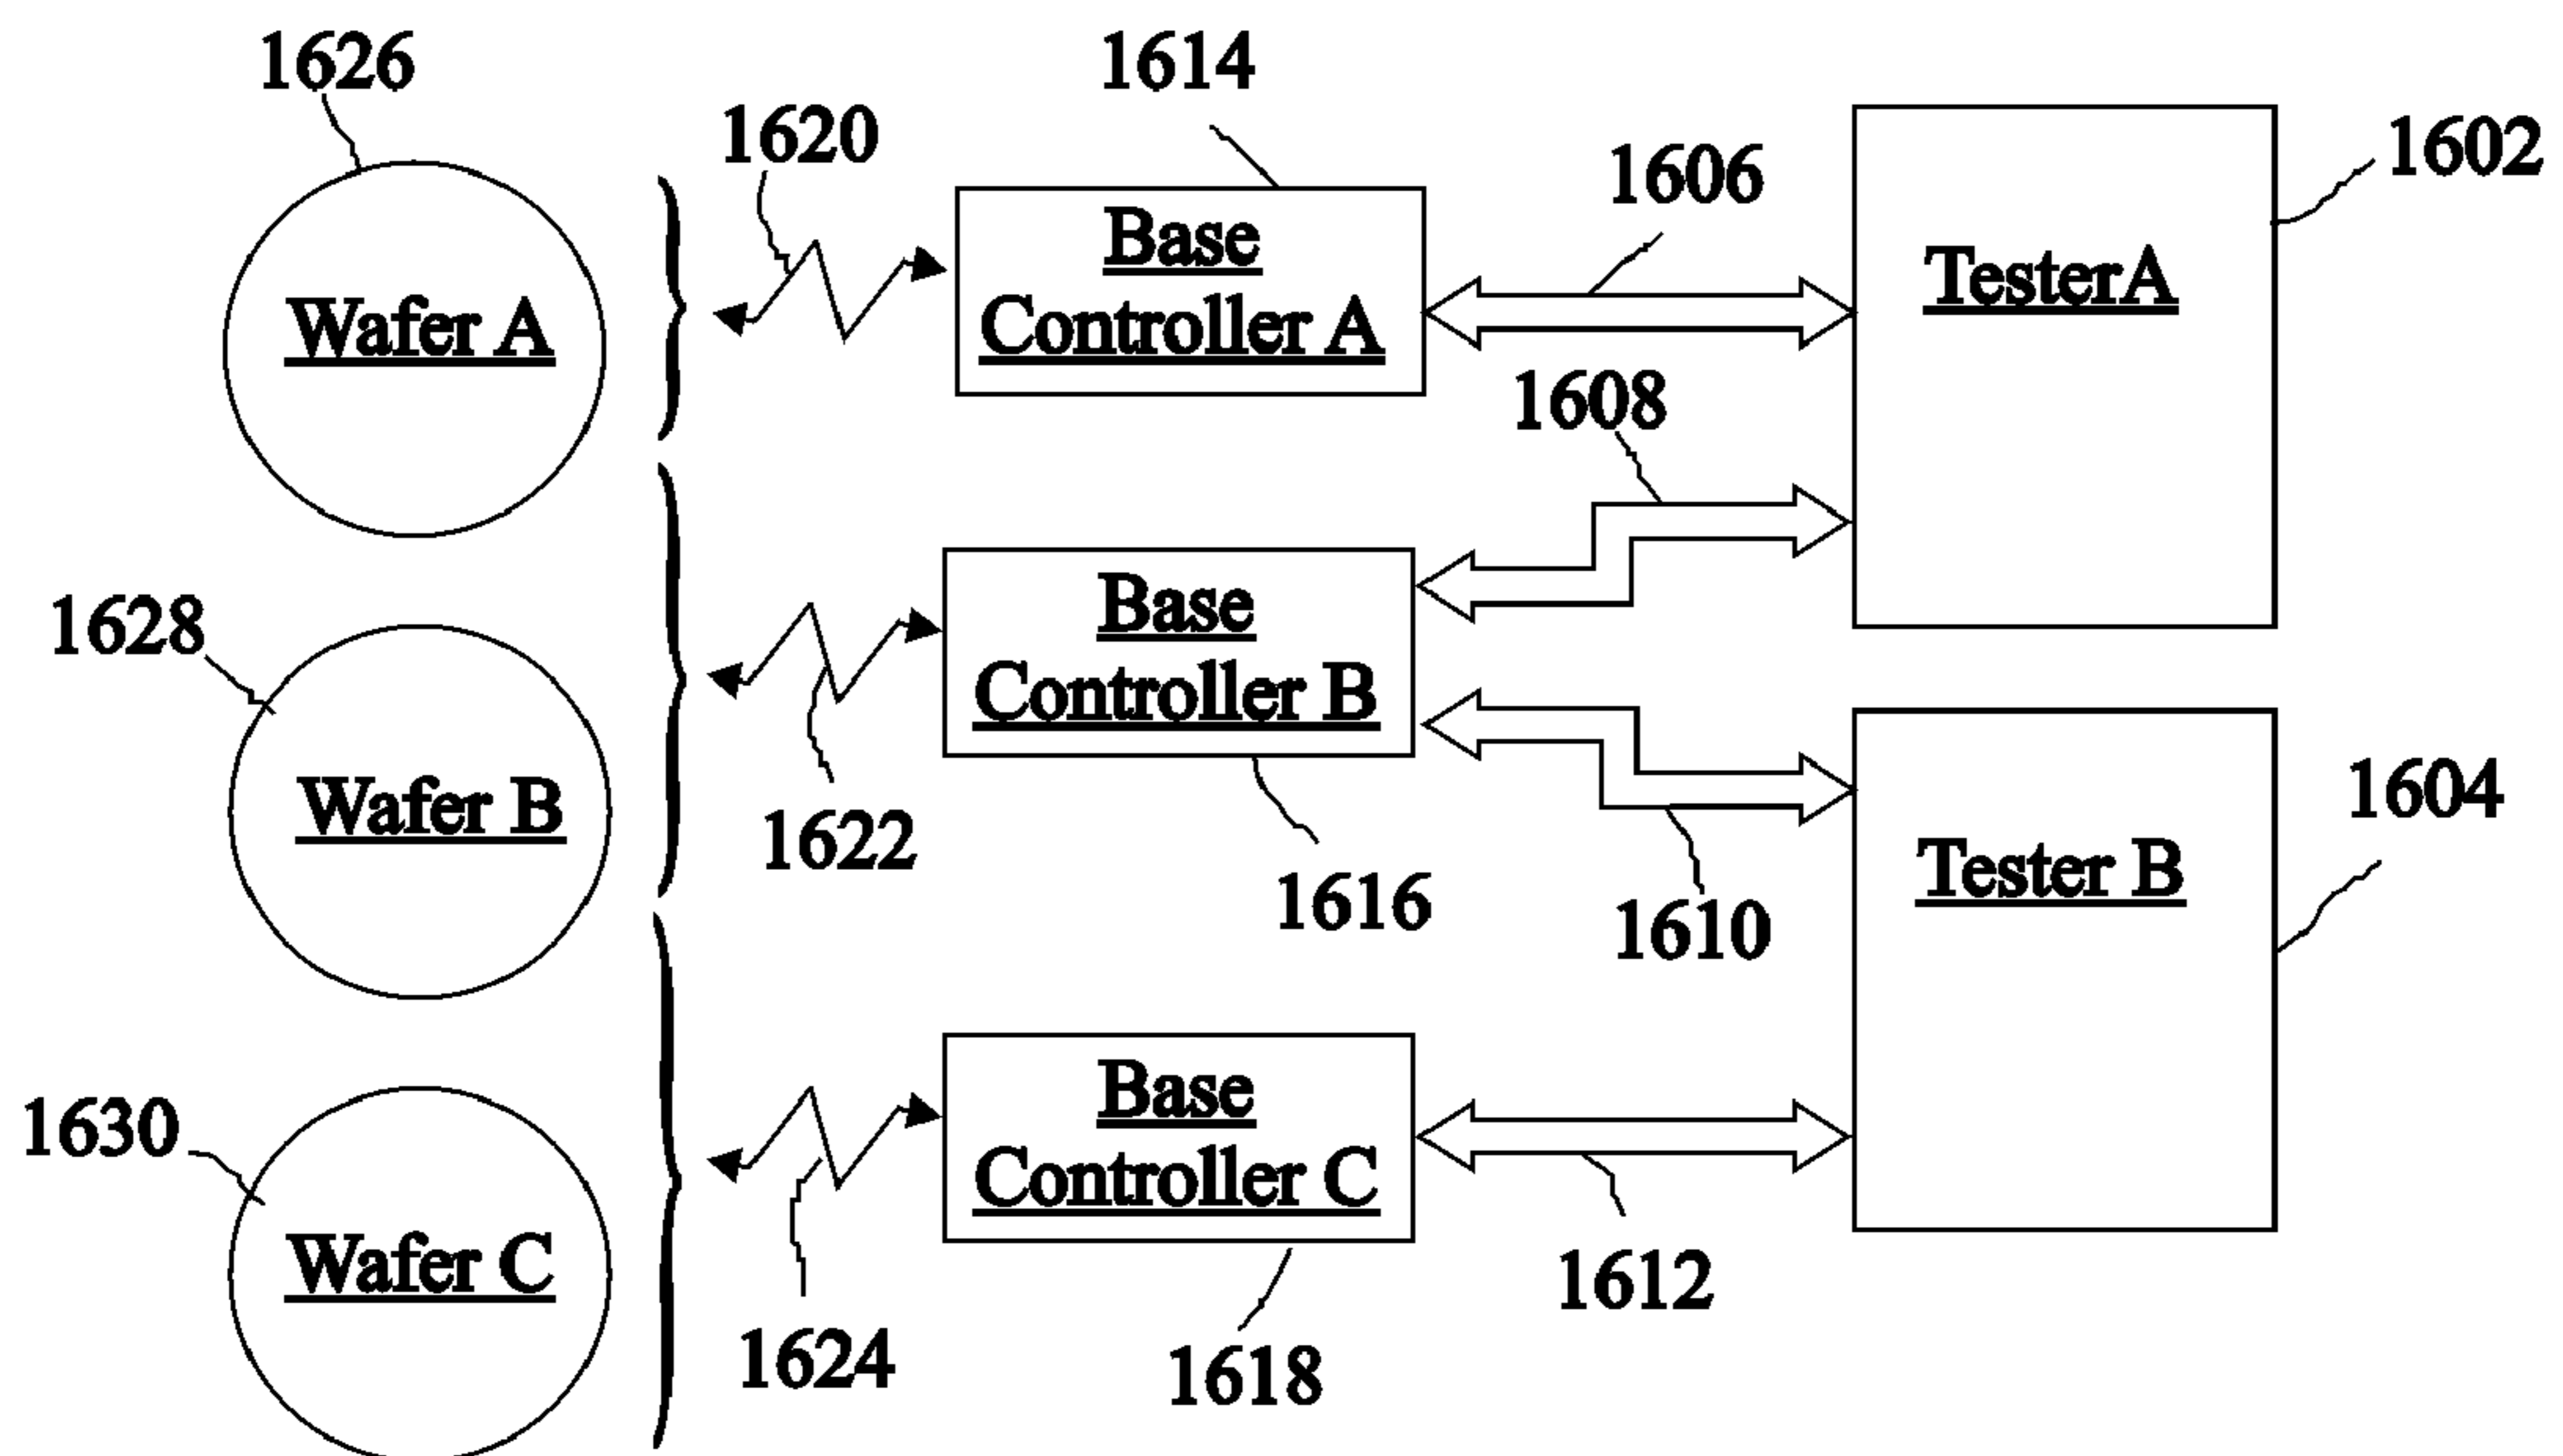 1626
1614
1620
1602
1606
Wafer A
Base
Controller A
TesterA
1608
1628
Wafer B
1622
Base
Controller B
1616
1610
Tester B
1604
1630
Wafer C
1624
Base
Controller C
1618
1612